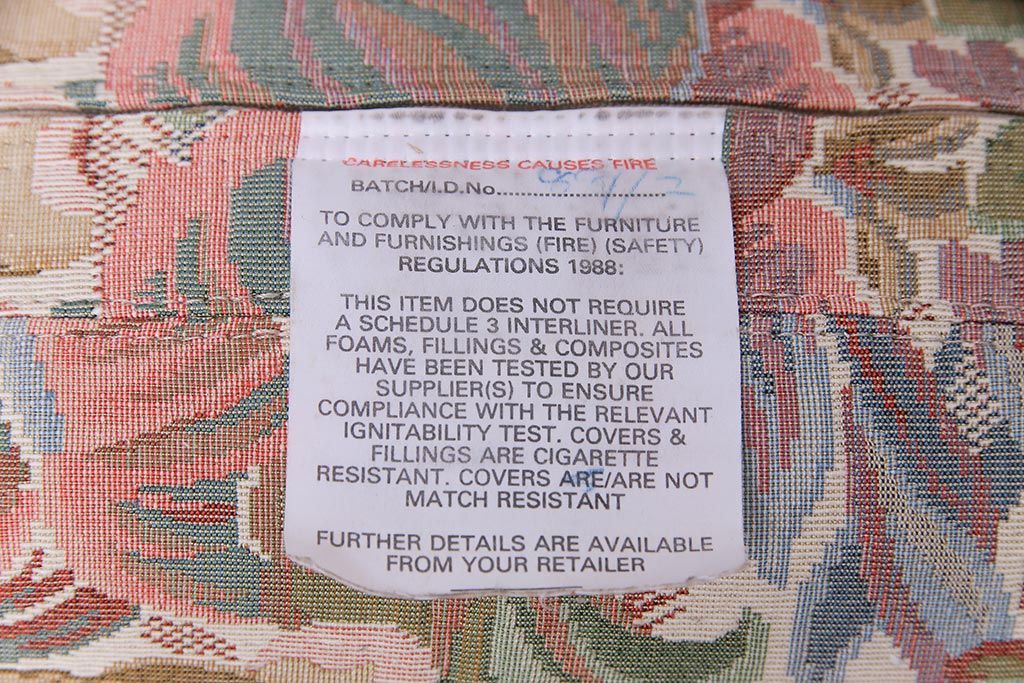 CARELESSNESS CAUSES FIRE
BATCH/I.D.No..............................
TO COMPLY WITH THE FURNITURE
AND FURNISHINGS (FIRE) (SAFETY)
REGULATIONS 1988:
THIS ITEM DOES NOT REQUIRE
A SCHEDULE 3 INTERLINER. ALL
FOAMS, FILLINGS & COMPOSITES
HAVE BEEN TESTED BY OUR
SUPPLIER(S) TO ENSURE
COMPLIANCE WITH THE RELEVANT
IGNITABILITY TEST. COVERS &
FILLINGS ARE CIGARETTE
RESISTANT. COVERS ARE/ARE NOT
MATCH RESISTANT
FURTHER DETAILS ARE AVAILABLE
FROM YOUR RETAILER